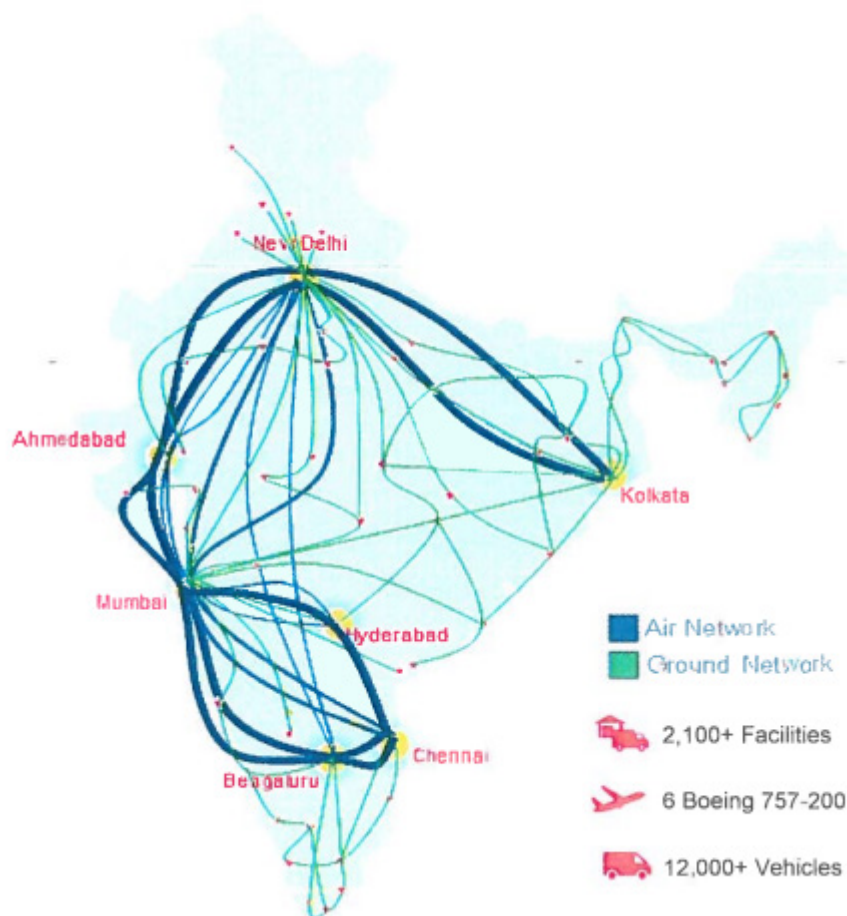 New Delhi
Ahmedabad
Kolkata
Mumbai
Hyderabad
Air Network
Ground Network
2,100+ Facilities
Chennai
Bengaluru
6 Boeing 757-200
12,000+ Vehicles